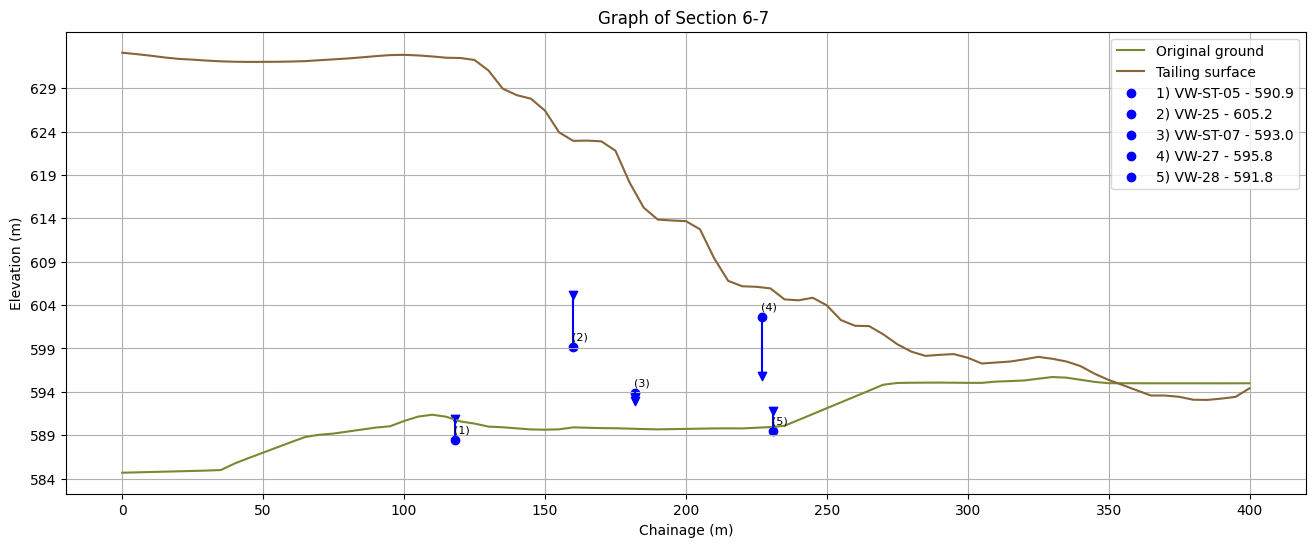 Graph of Section 6-7
Original ground
Tailing surface
1) VW-ST-05 - 590.9
2) VW-25 - 605.2
3) VW-ST-07 - 593.0
4) VW-27 - 595.8
5) VW-28 - 591.8
Elevation (m)
629
624
619
614
609
604
599
594
589
584
(1)
(2)
(3)
(4)
(5)
0 50 100 150 200 250 300 350 400
Chainage (m)